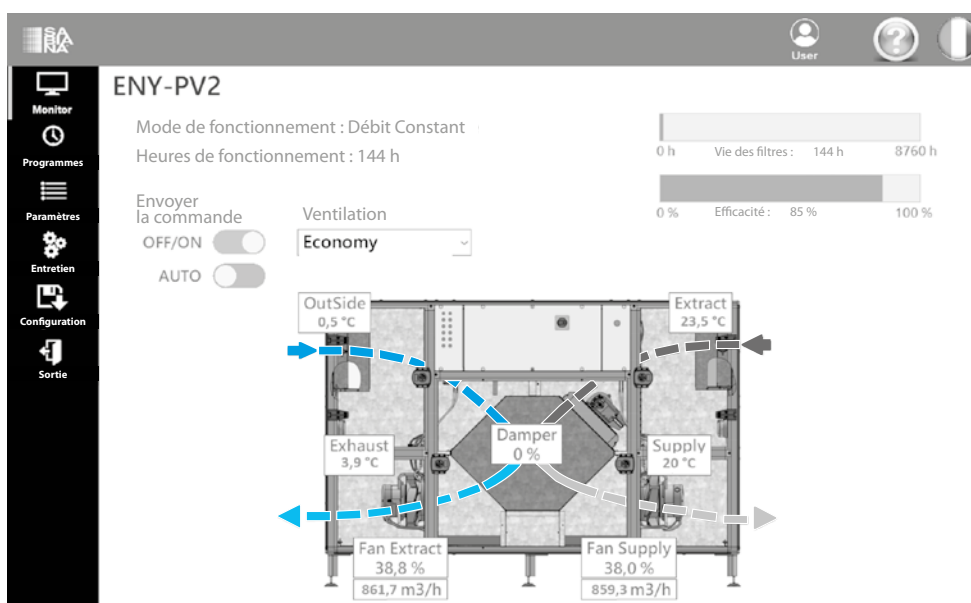 SA
NA
User
?
Monitor
Programmes
Paramètres
Entretien
Configuration
Sortie
ENY-PV2
Mode de fonctionnement : Débit Constant
Heures de fonctionnement : 144 h
0 h Vie des filtres : 144 h 8760 h
0 % Efficacité : 85 % 100 %
Envoyer
la commande
OFF/ON
AUTO
Ventilation
Economy
OutSide
0,5 °C
Extract
23,5 °C
Damper
0 %
Exhaust
3,9 °C
Supply
20 °C
Fan Extract
38,8 %
861,7 m3/h
Fan Supply
38,0 %
859,3 m3/h